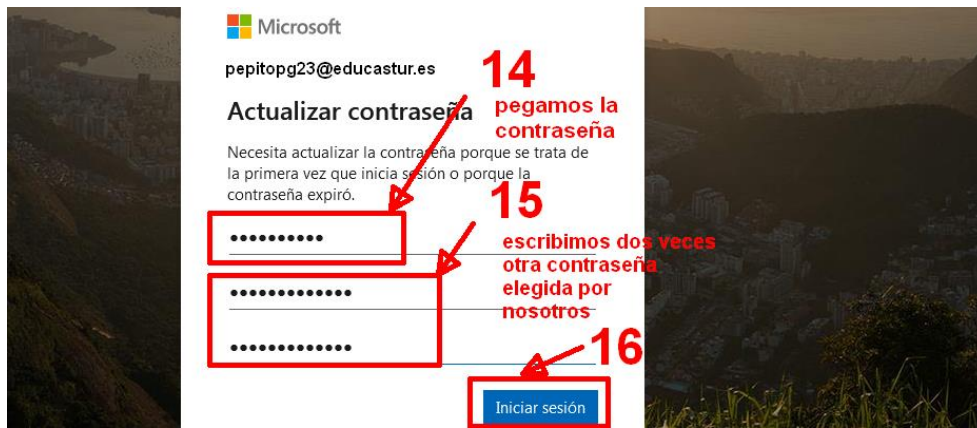 Microsoft
pepitopg23@educastur.es
14
pegamos la
contraseña
Actualizar contraseña
Necesita actualizar la contraseña porque se trata de
la primera vez que inicia sesión o porque la
contraseña expiró.
••••••••••
15
escribimos dos veces
otra contraseña
elegida por
nosotros
•••••••••••••
•••••••••••••
16
Iniciar sesión